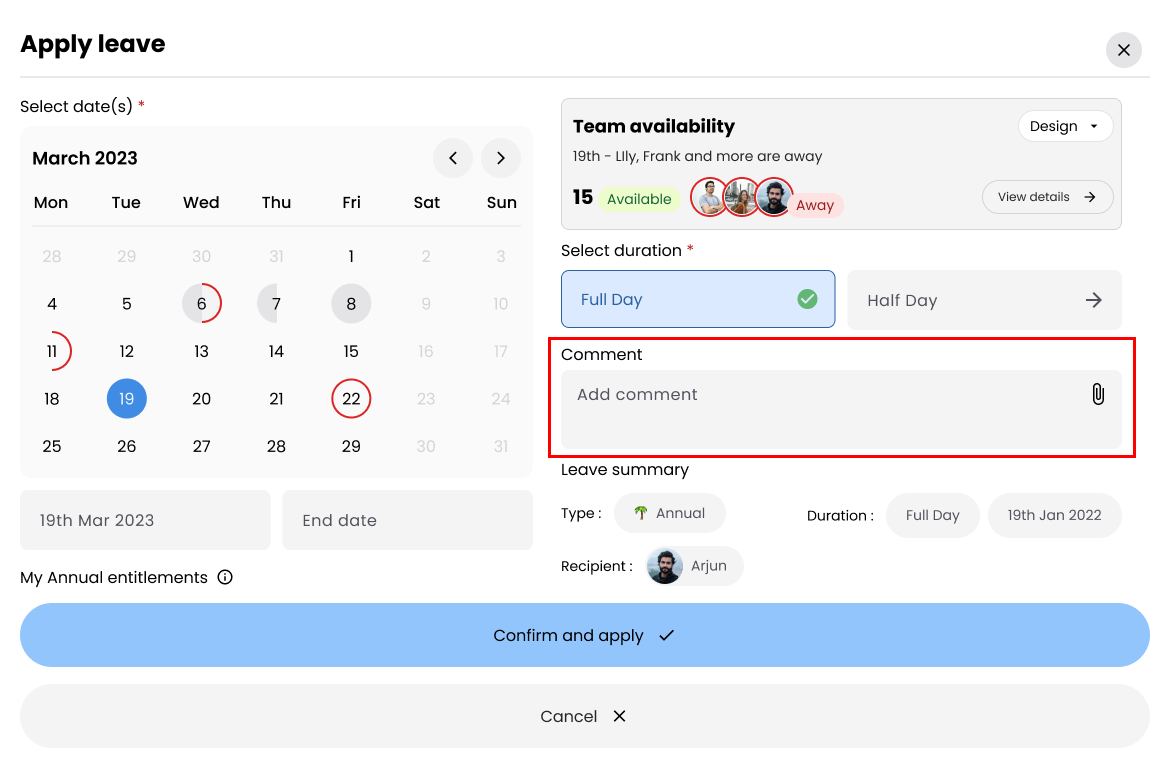 Apply leave
Select date(s) *
March 2023
Mon Tue Wed Thu Fri Sat Sun
28 29 30 31 1 2 3
4 5 6 7 8 9 10
11 12 13 14 15 16 17
18 19 20 21 22 23 24
25 26 27 28 29 30 31
19th Mar 2023 End date
My Annual entitlements
Team availability
Design
19th - LIly, Frank and more are away
15 Available Away View details
Select duration *
Full Day Half Day
Comment
Add comment
Leave summary
Type : Annual Duration : Full Day 19th Jan 2022
Recipient : Arjun
Confirm and apply
Cancel